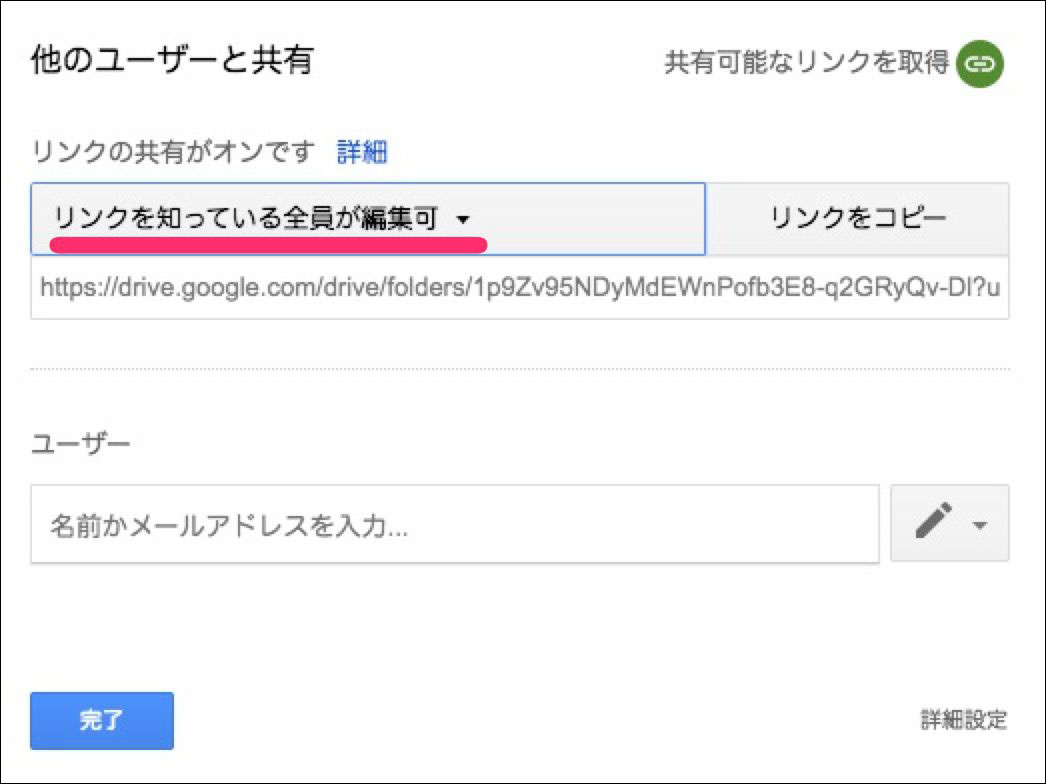 他のユーザーと共有
共有可能なリンクを取得
リンクの共有がオンです 詳細
リンクを知っている全員が編集可
リンクをコピー
https://drive.google.com/drive/folders/1p9Zv95NDyMdEWnPofb3E8-q2GRyQv-Dl?u
ユーザー
名前かメールアドレスを入力...
完了
詳細設定